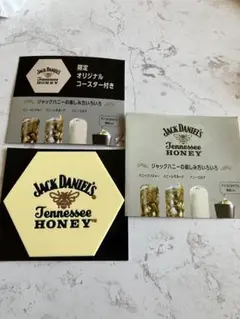 JACK DANIEL'S
Tennessee
HONEY
限定
オリジナル
コースター付き
ジャックハニーの楽しみ方いろいろ
JACK DANIEL'S
Tennessee
HONEY
ジャックハニーの楽しみ方いろいろ
JACK DANIEL'S
Tennessee
HONEY™